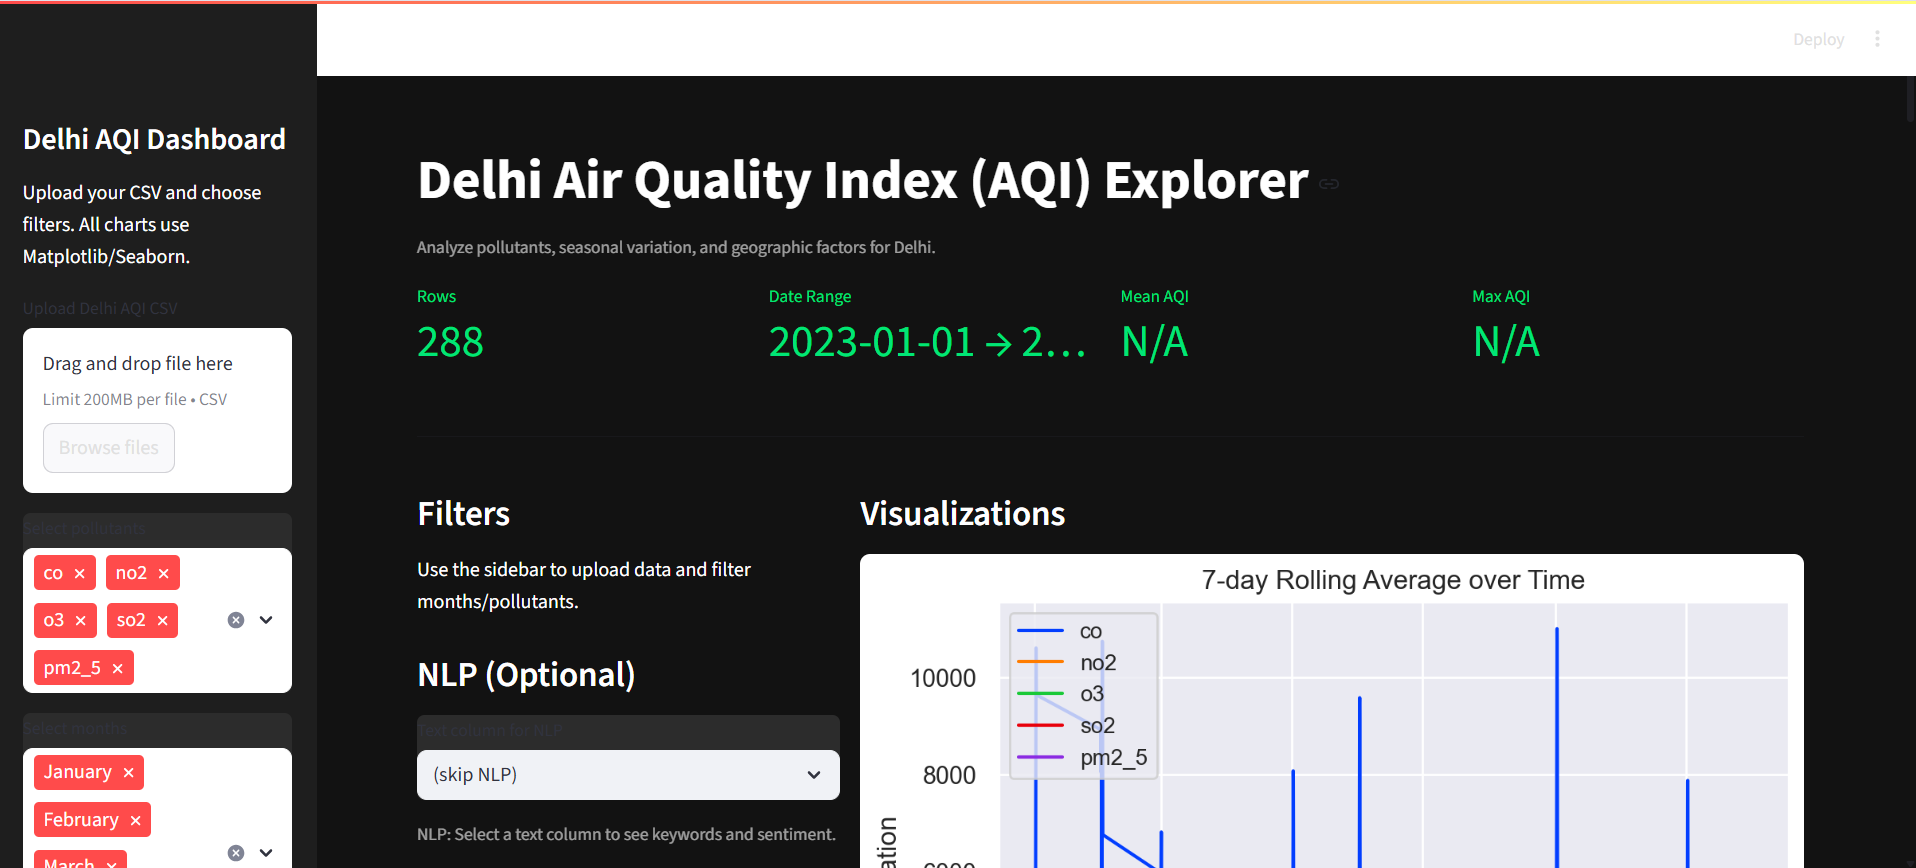 Deploy
Delhi AQI Dashboard
Upload your CSV and choose
filters. All charts use
Matplotlib/Seaborn.
Upload Delhi AQI CSV
Drag and drop file here
Limit 200MB per file • CSV
Browse files
Select pollutants
co × no2 ×
o3 × so2 ×
pm2_5 ×
Select months
January ×
February ×
March ×
Delhi Air Quality Index (AQI) Explorer
Analyze pollutants, seasonal variation, and geographic factors for Delhi.
Rows
288
Date Range
2023-01-01 → 2…
Mean AQI
N/A
Max AQI
N/A
Filters
Use the sidebar to upload data and filter
months/pollutants.
NLP (Optional)
Text column for NLP
(skip NLP)
NLP: Select a text column to see keywords and sentiment.
Visualizations
7-day Rolling Average over Time
co
no2
o3
so2
pm2_5
10000
8000